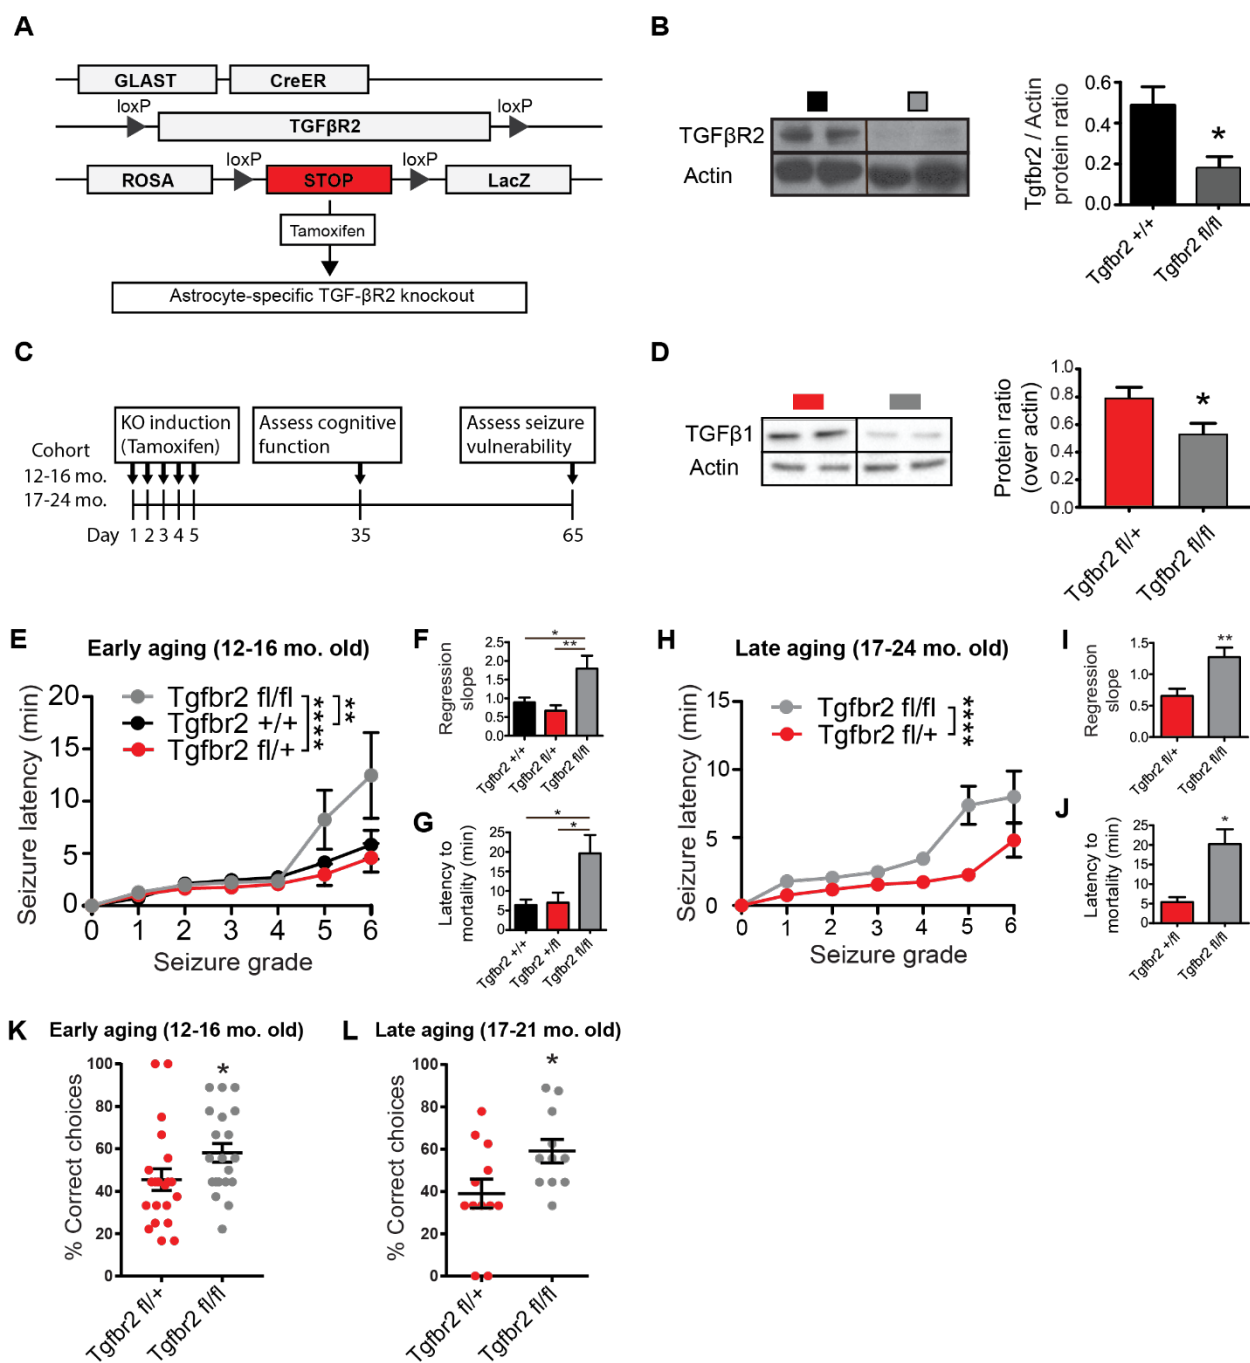 A
GLAST
CreER
loxP
loxP
TGFβR2
loxP
loxP
ROSA
STOP
LacZ
Tamoxifen
Astrocyte-specific TGF-βR2 knockout
B
TGFβR2
Actin
Tgfbr2 / Actin
protein ratio
0.6
0.4
0.2
0.0
*
Tgfbr2 +/+
Tgfbr2 fl/fl
C
Cohort
12-16 mo.
17-24 mo.
KO induction
(Tamoxifen)
Assess cognitive
function
Assess seizure
vulnerability
Day 1 2 3 4 5 35 65
D
TGFβ1
Actin
Protein ratio
(over actin)
0.8
0.6
0.4
0.2
0.0
*
Tgfbr2 fl/+
Tgfbr2 fl/fl
E
Early aging (12-16 mo. old)
Seizure latency (min)
20
15
10
5
0
Tgfbr2 fl/fl
Tgfbr2 +/+
Tgfbr2 fl/+
****
**
0 1 2 3 4 5 6
Seizure grade
F
Regression
slope
2.5
2.0
1.5
1.0
0.5
0.0
*
**
Tgfbr2 +/+
Tgfbr2 fl/+
Tgfbr2 fl/fl
G
Latency to
mortality (min)
25
20
15
10
5
0
*
*
Tgfbr2 +/+
Tgfbr2 +/fl
Tgfbr2 fl/fl
H
Late aging (17-24 mo. old)
Seizure latency (min)
15
10
5
0
Tgfbr2 fl/fl
Tgfbr2 fl/+
****
0 1 2 3 4 5 6
Seizure grade
I
Regression
slope
1.5
1.0
0.5
0.0
**
Tgfbr2 fl/+
Tgfbr2 fl/fl
J
Latency to
mortality (min)
25
20
15
10
5
0
*
Tgfbr2 +/fl
Tgfbr2 fl/fl
K
Early aging (12-16 mo. old)
% Correct choices
100
80
60
40
20
0
*
Tgfbr2 fl/+
Tgfbr2 fl/fl
L
Late aging (17-21 mo. old)
% Correct choices
100
80
60
40
20
0
*
Tgfbr2 fl/+
Tgfbr2 fl/fl